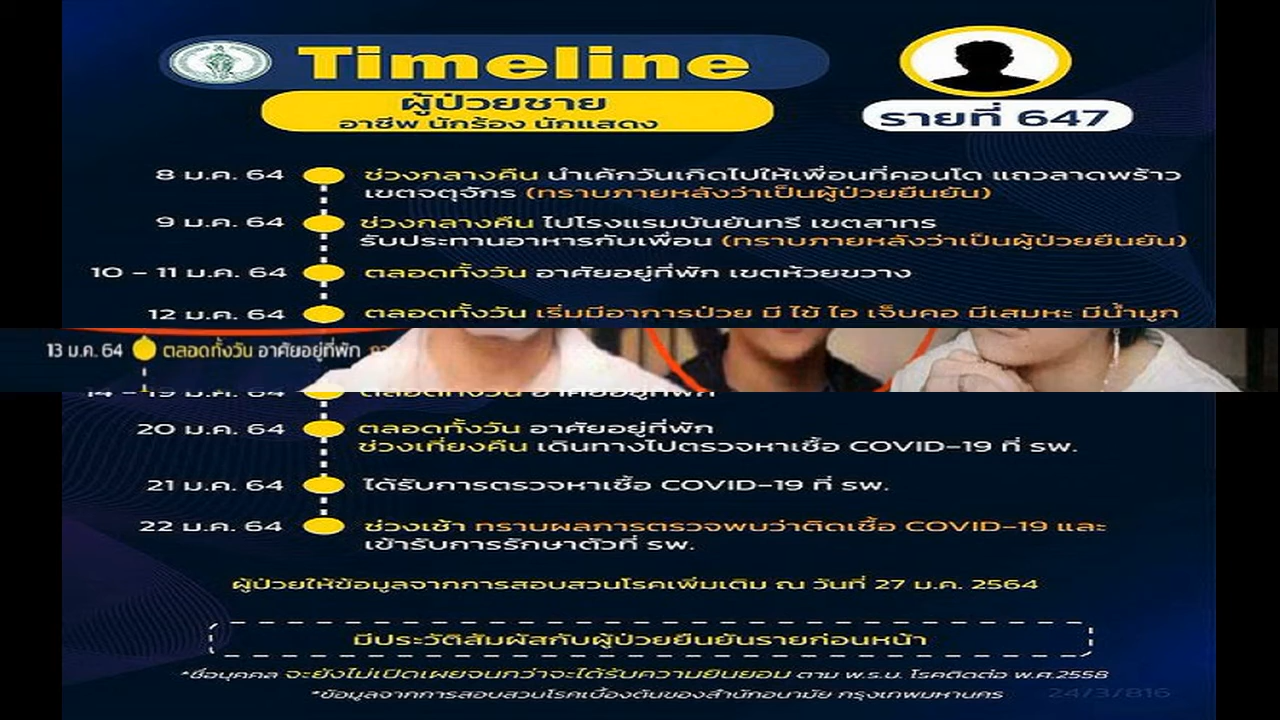 Timeline
ผู้ป่วยชาย
อาชีพ นักร้อง นักแสดง
รายที่ 647
8 ม.ค. 64 ช่วงกลางคืน นำเค้กวันเกิดไปให้เพื่อนที่คอนโด แถวลาดพร้าว
เขตจตุจักร (ทราบภายหลังว่าเป็นผู้ป่วยยืนยัน)
9 ม.ค. 64 ช่วงกลางคืน ไปโรงแรมบันยันทรี เขตสาทร
รับประทานอาหารกับเพื่อน (ทราบภายหลังว่าเป็นผู้ป่วยยืนยัน)
10 – 11 ม.ค. 64 ตลอดทั้งวัน อาศัยอยู่ที่พัก เขตห้วยขวาง
12 ม.ค. 64 ตลอดทั้งวัน เริ่มมีอาการป่วย มี ไข้ ไอ เจ็บคอ มีเสมหะ มีน้ำมูก
13 ม.ค. 64 ตลอดทั้งวัน อาศัยอยู่ที่พัก
14 – 19 ม.ค. 64 ตลอดทั้งวัน อาศัยอยู่ที่พัก
20 ม.ค. 64 ตลอดทั้งวัน อาศัยอยู่ที่พัก
ช่วงเที่ยงคืน เดินทางไปตรวจหาเชื้อ COVID-19 ที่ รพ.
21 ม.ค. 64 ได้รับการตรวจหาเชื้อ COVID-19 ที่ รพ.
22 ม.ค. 64 ช่วงเช้า ทราบผลการตรวจพบว่าติดเชื้อ COVID-19 และ
เข้ารับการรักษาตัวที่ รพ.
ผู้ป่วยให้ข้อมูลจากการสอบสวนโรคเพิ่มเติม ณ วันที่ 27 ม.ค. 2564
มีประวัติสัมผัสกับผู้ป่วยยืนยันรายก่อนหน้า
*ชื่อบุคคล จะยังไม่เปิดเผยจนกว่าจะได้รับความยินยอม ตาม พ.ร.บ. โรคติดต่อ พ.ศ.2558
*ข้อมูลจากการสอบสวนโรคเบื้องต้นของสำนักอนามัย กรุงเทพมหานคร
24/3/816